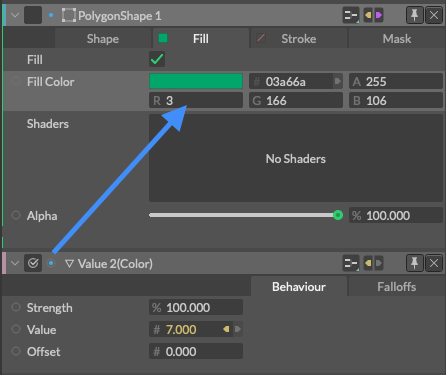 PolygonShape 1
Shape Fill Stroke Mask
Fill
Fill Color # 03a66a A 255
R 3 G 166 B 106
Shaders
No Shaders
Alpha % 100.000
Value 2(Color)
Behaviour Falloffs
Strength % 100.000
Value # 7.000
Offset # 0.000